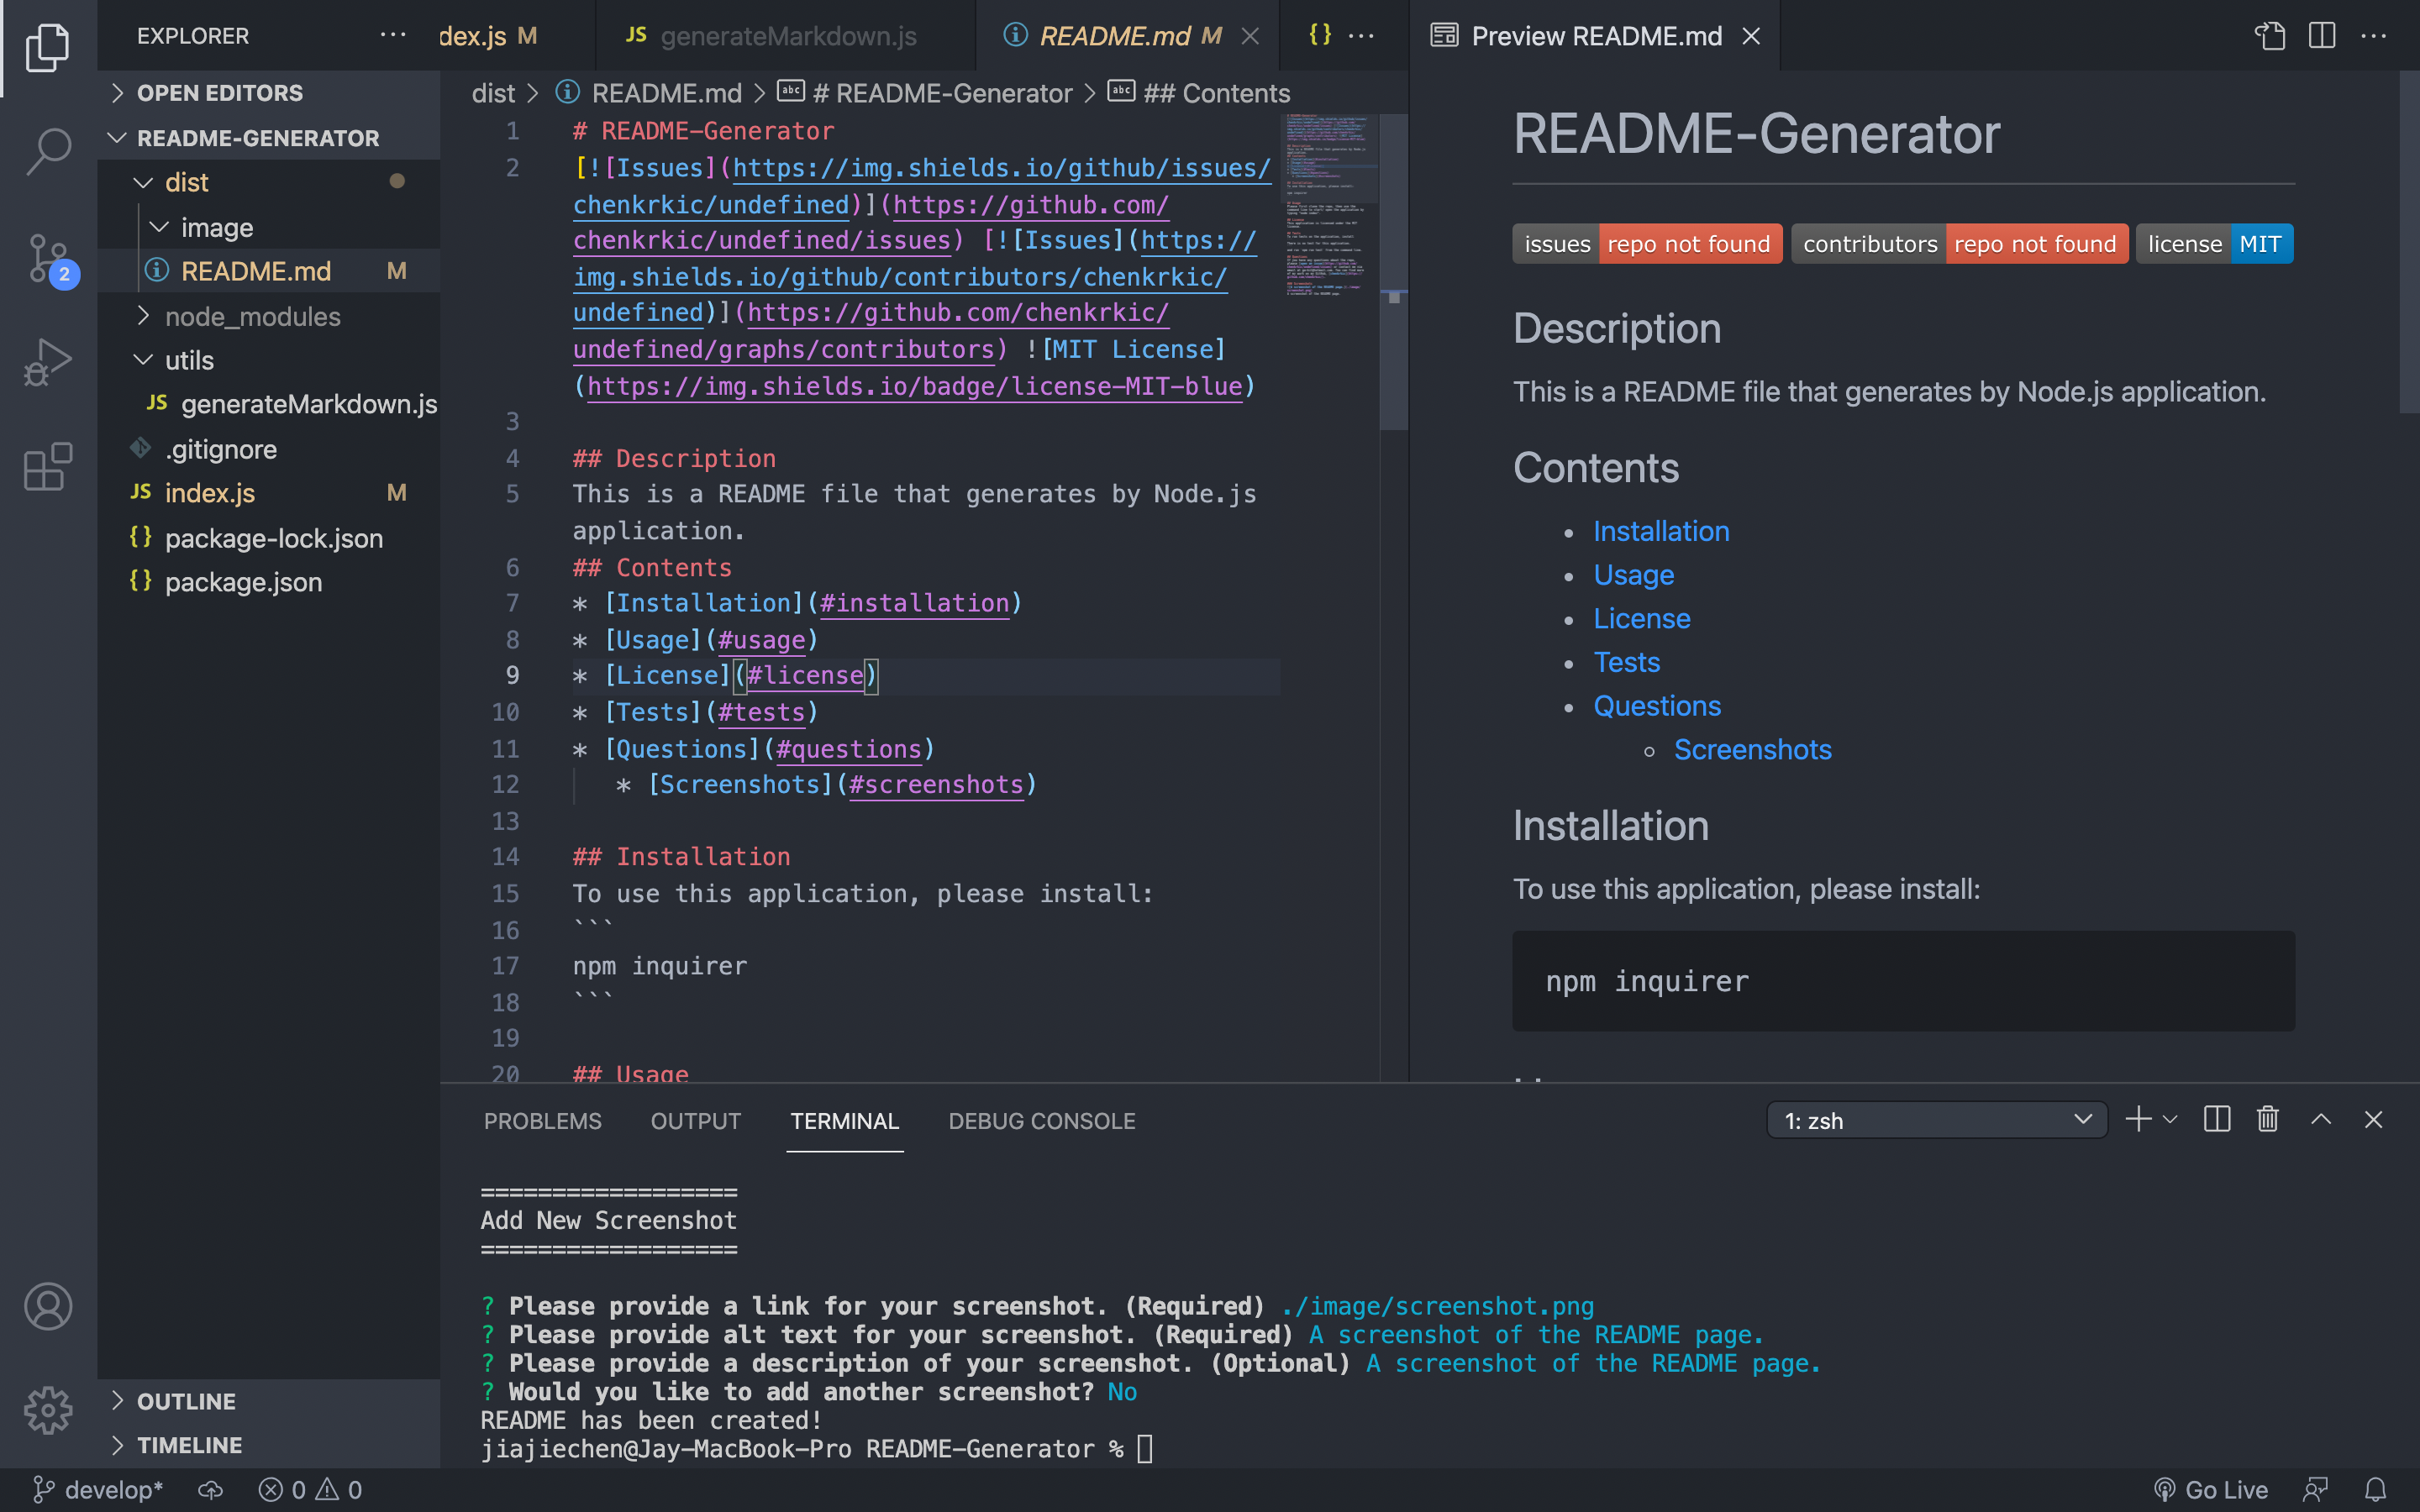 EXPLORER
OPEN EDITORS
README-GENERATOR
dist
image
README.md M
node_modules
utils
JS generateMarkdown.js
.gitignore
JS index.js M
{} package-lock.json
{} package.json
OUTLINE
TIMELINE
2
dex.js M
JS generateMarkdown.js
README.md M
{}
dist > README.md > # README-Generator > ## Contents
1 # README-Generator
2 [![Issues](https://img.shields.io/github/issues/
chenkrkic/undefined)](https://github.com/
chenkrkic/undefined/issues) [![Issues](https://
img.shields.io/github/contributors/chenkrkic/
undefined)](https://github.com/chenkrkic/
undefined/graphs/contributors) ![MIT License]
(https://img.shields.io/badge/license-MIT-blue)
3
4 ## Description
5 This is a README file that generates by Node.js
application.
6 ## Contents
7 * [Installation](#installation)
8 * [Usage](#usage)
9 * [License](#license)
10 * [Tests](#tests)
11 * [Questions](#questions)
12 * [Screenshots](#screenshots)
13
14 ## Installation
15 To use this application, please install:
16 ```
17 npm inquirer
18 ```
19
20 ## Usage
Preview README.md
README-Generator
issues repo not found contributors repo not found license MIT
Description
This is a README file that generates by Node.js application.
Contents
Installation
Usage
License
Tests
Questions
Screenshots
Installation
To use this application, please install:
npm inquirer
PROBLEMS OUTPUT TERMINAL DEBUG CONSOLE
1: zsh
==================
Add New Screenshot
==================
? Please provide a link for your screenshot. (Required) ./image/screenshot.png
? Please provide alt text for your screenshot. (Required) A screenshot of the README page.
? Please provide a description of your screenshot. (Optional) A screenshot of the README page.
? Would you like to add another screenshot? No
README has been created!
jiajiechen@Jay-MacBook-Pro README-Generator %
develop* 0 0
Go Live